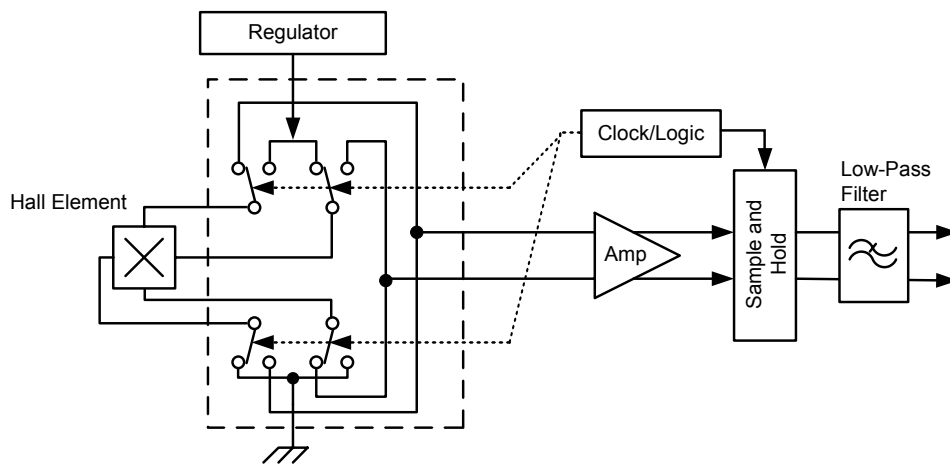 Regulator
Clock/Logic
Low-Pass
Filter
Hall Element
Amp
Sample and
Hold